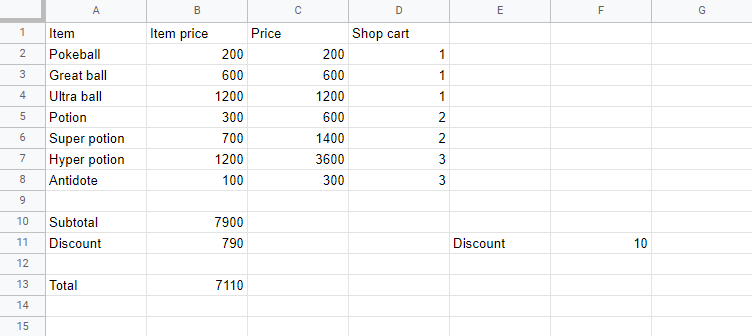 A B C D E F G
1 Item Item price Price Shop cart
2 Pokeball 200 200 1
3 Great ball 600 600 1
4 Ultra ball 1200 1200 1
5 Potion 300 600 2
6 Super potion 700 1400 2
7 Hyper potion 1200 3600 3
8 Antidote 100 300 3
9
10 Subtotal 7900
11 Discount 790 Discount 10
12
13 Total 7110
14
15